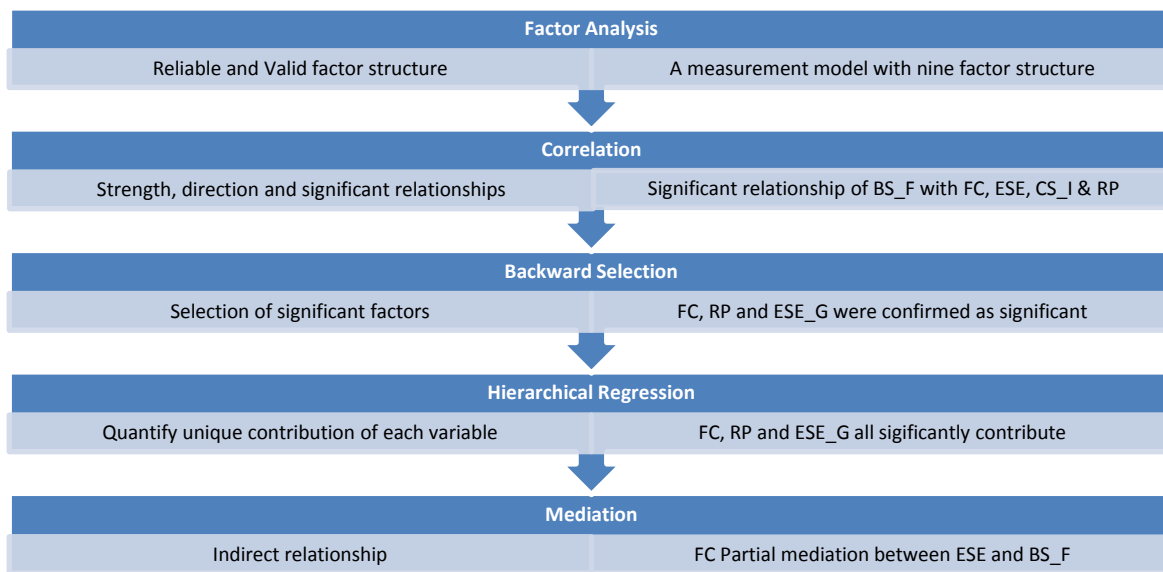 Factor Analysis
Reliable and Valid factor structure
A measurement model with nine factor structure
Correlation
Strength, direction and significant relationships
Significant relationship of BS_F with FC, ESE, CS_I & RP
Backward Selection
Selection of significant factors
FC, RP and ESE_G were confirmed as significant
Hierarchical Regression
Quantify unique contribution of each variable
FC, RP and ESE_G all sigificantly contribute
Mediation
Indirect relationship
FC Partial mediation between ESE and BS_F